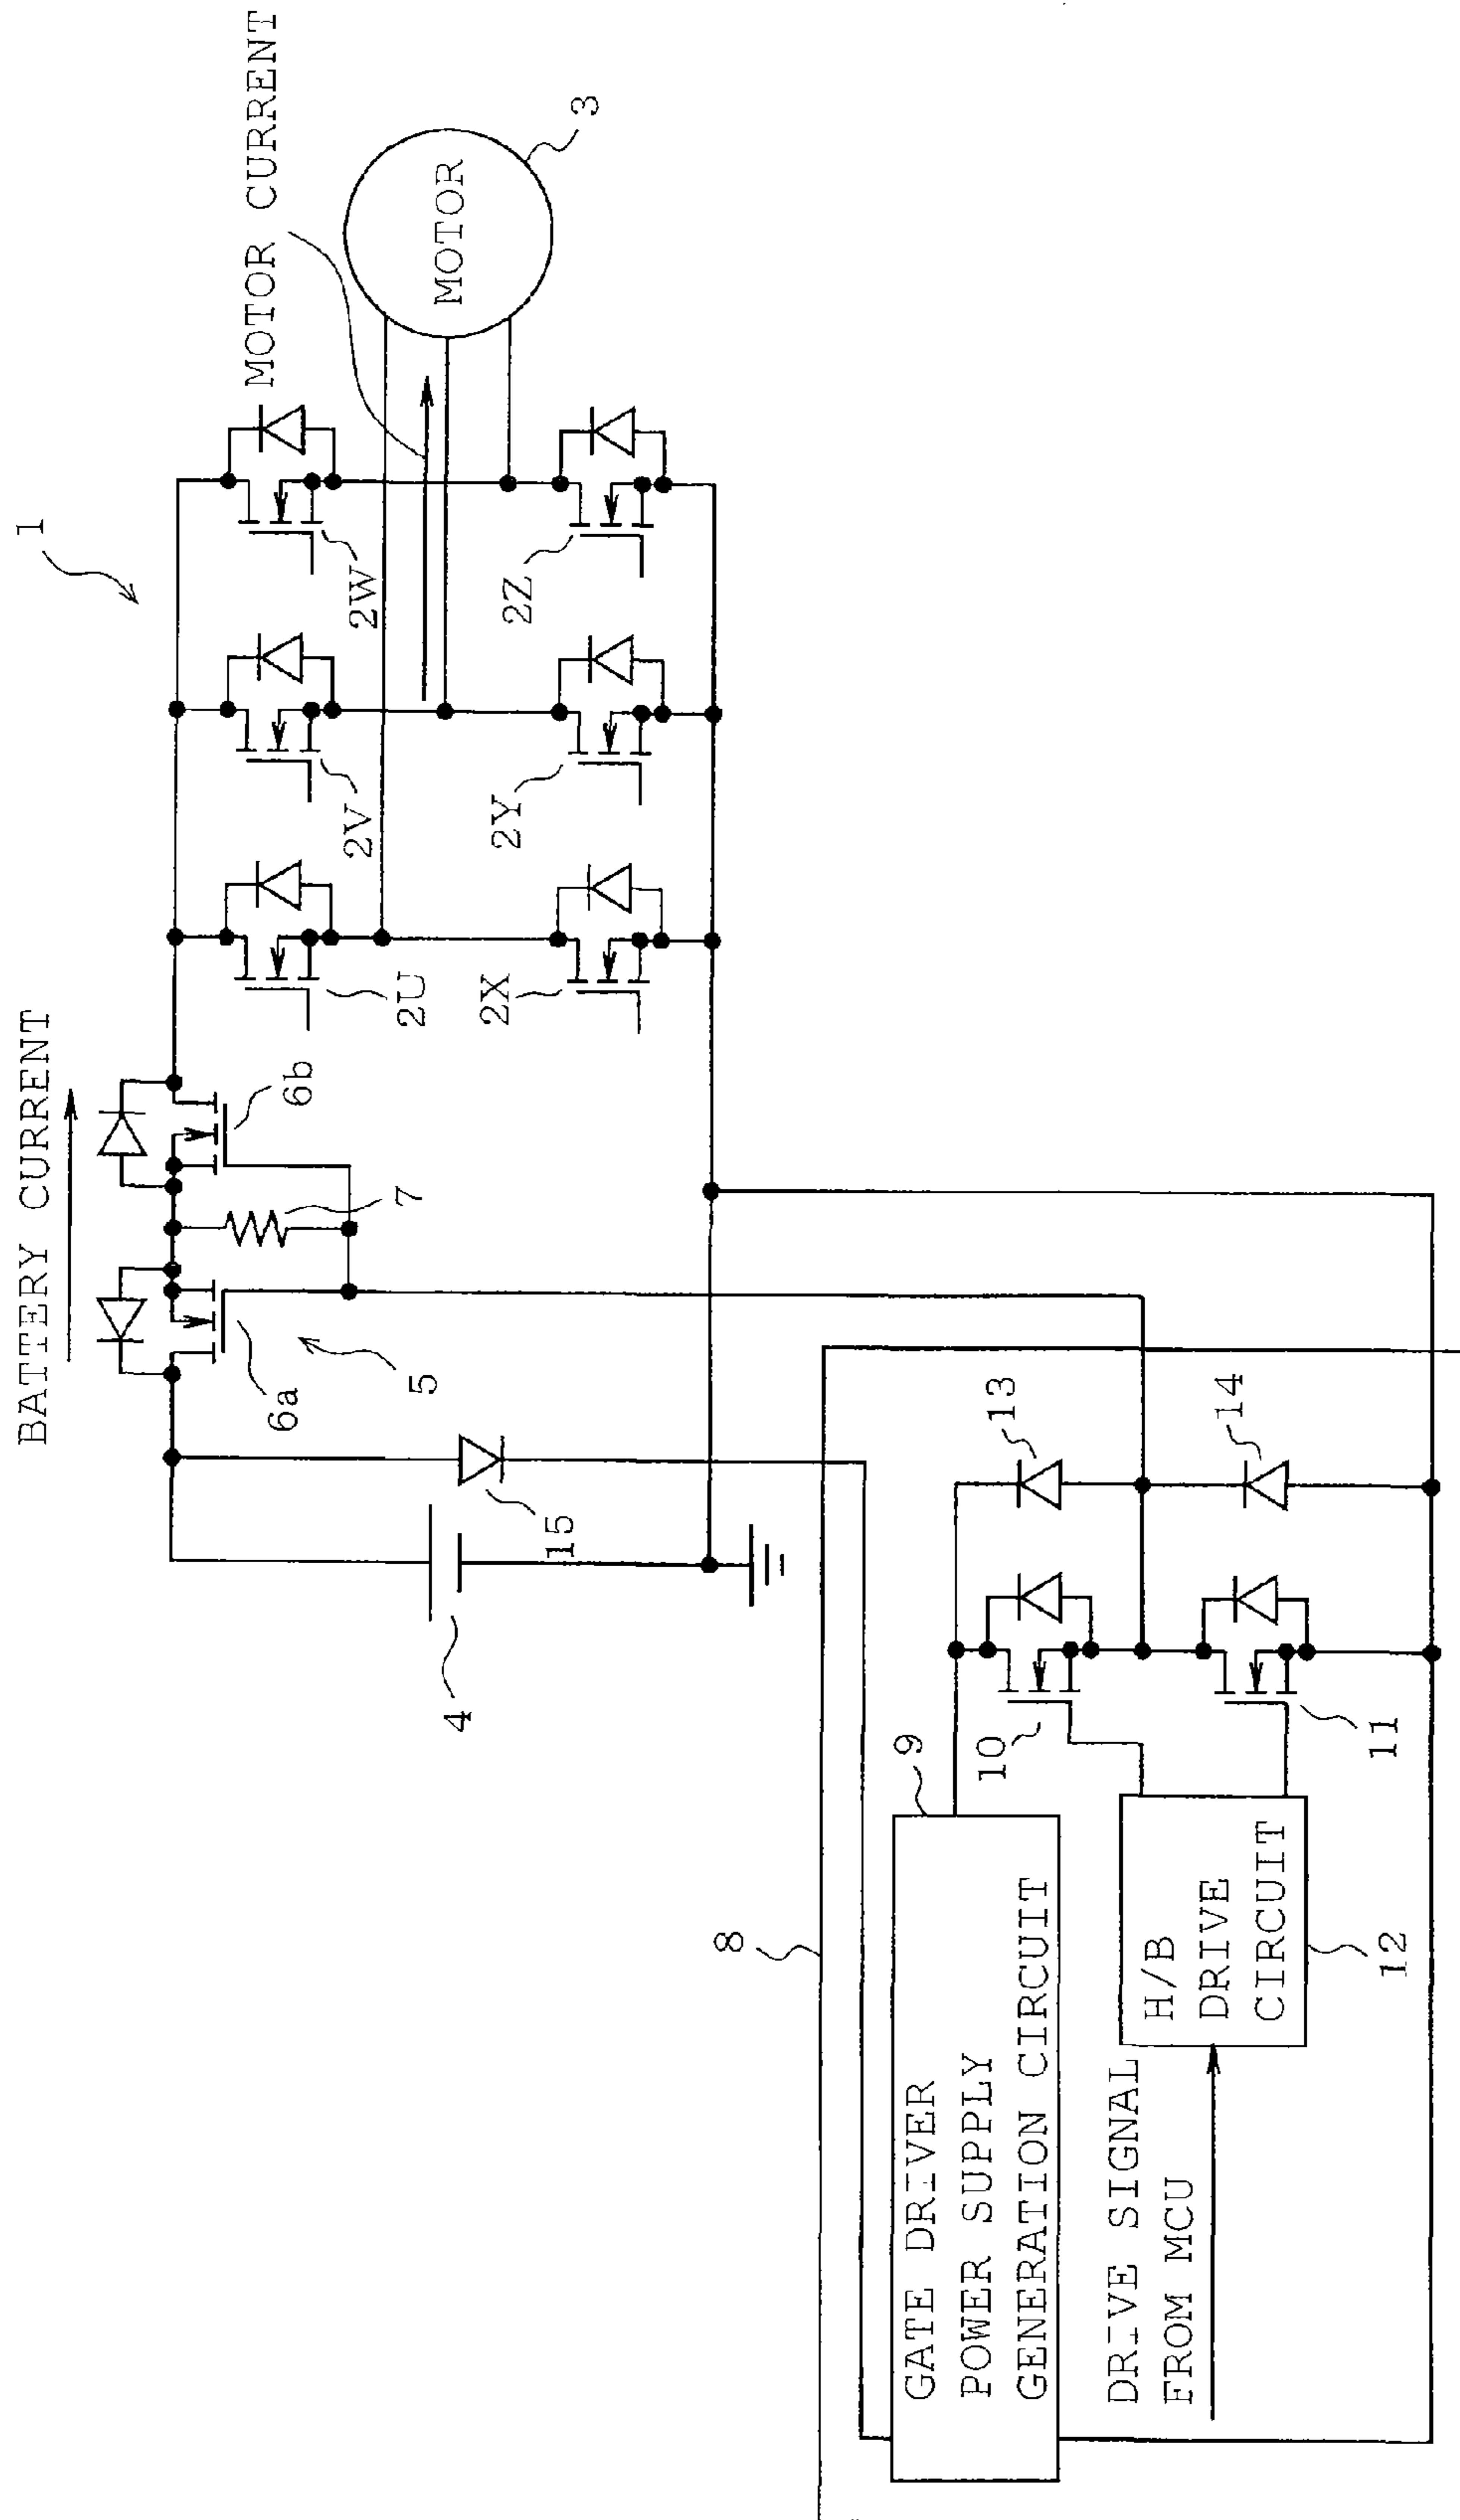 1
BATTERY CURRENT
MOTOR CURRENT
MOTOR
3
6a
6b
5
7
2U
2V
2W
2X
2Y
2Z
4
15
8
9
GATE DRIVER
POWER SUPPLY
GENERATION CIRCUIT
10
13
DRIVE SIGNAL
FROM MCU
H/B
DRIVE
CIRCUIT
12
11
14